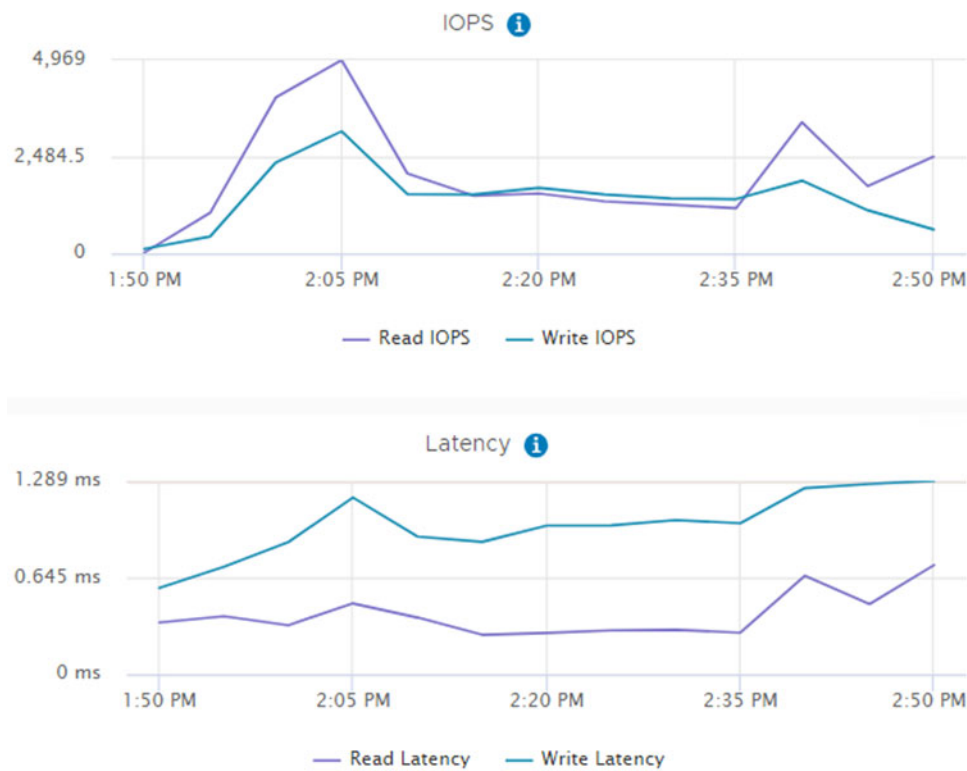 IOPS i
4,969
2,484.5
0
1:50 PM 2:05 PM 2:20 PM 2:35 PM 2:50 PM
Read IOPS Write IOPS
Latency i
1.289 ms
0.645 ms
0 ms
1:50 PM 2:05 PM 2:20 PM 2:35 PM 2:50 PM
Read Latency Write Latency